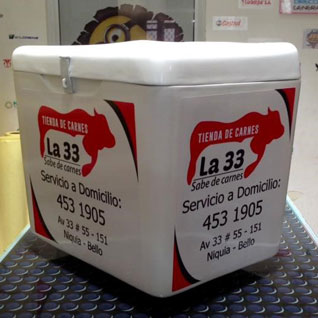 Castrol
TIENDA DE CARNES
La 33
Sabe de carnes
Servicio a Domicilio:
453 1905
Av 33 # 55 - 151
Niquia - Bello
TIENDA DE CARNES
La 33
Sabe de carnes
Servicio a Domicilio:
453 1905
Av 33 # 55 - 151
Niquia - Bello